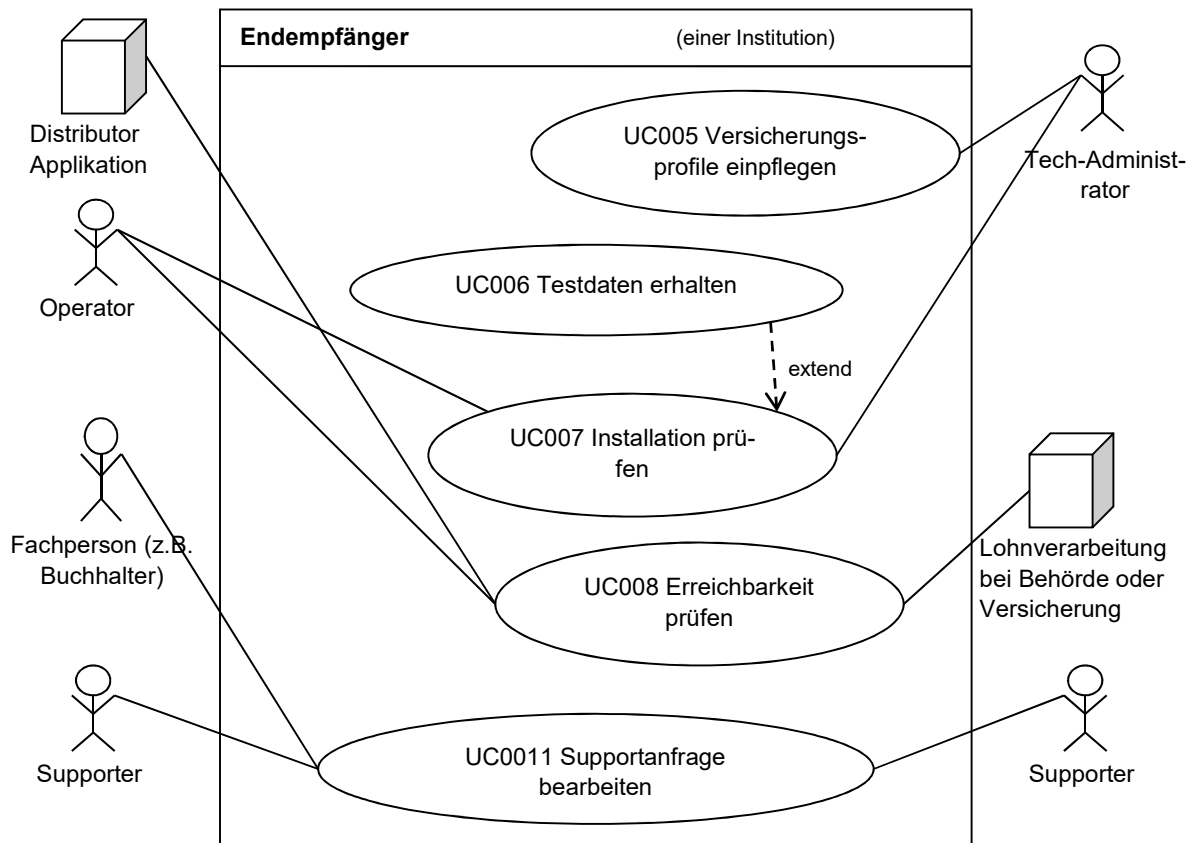 Endempfänger (einer Institution)
Distributor
Applikation
UC005 Versicherungs-
profile einpflegen
Tech-Administ-
rator
Operator
UC006 Testdaten erhalten
extend
UC007 Installation prü-
fen
Fachperson (z.B.
Buchhalter)
Lohnverarbeitung
bei Behörde oder
Versicherung
UC008 Erreichbarkeit
prüfen
Supporter
UC0011 Supportanfrage
bearbeiten
Supporter